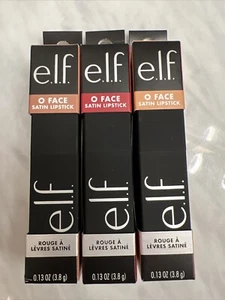 e.l.f.
O FACE
SATIN LIPSTICK
e.l.f.
ROUGE À
LÈVRES SATINÉ
0.13 OZ (3.8 g)
e.l.f.
O FACE
SATIN LIPSTICK
e.l.f.
ROUGE À
LÈVRES SATINÉ
0.13 OZ (3.8 g)
e.l.f.
O FACE
SATIN LIPSTICK
e.l.f.
ROUGE À
LÈVRES SATINÉ
0.13 OZ (3.8 g)